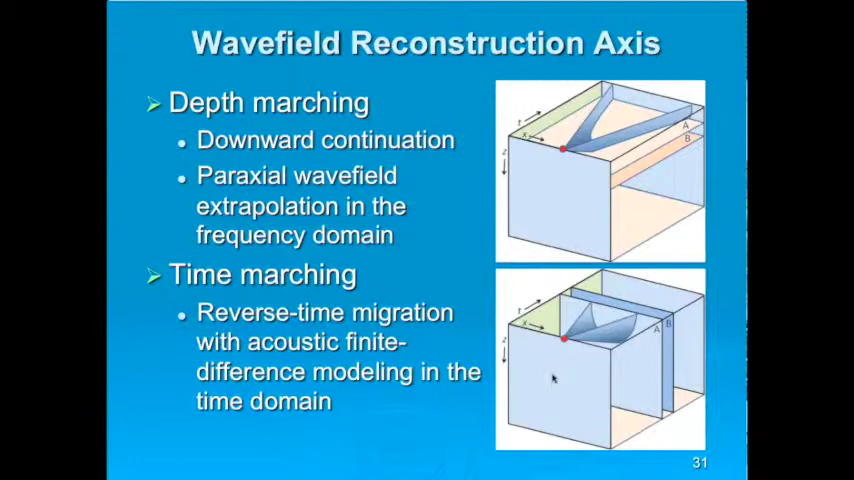 Wavefield Reconstruction Axis
Depth marching
Downward continuation
Paraxial wavefield
extrapolation in the
frequency domain
Time marching
Reverse-time migration
with acoustic finite-
difference modeling in the
time domain
t
x
z
A
B
t
x
z
A
B
31